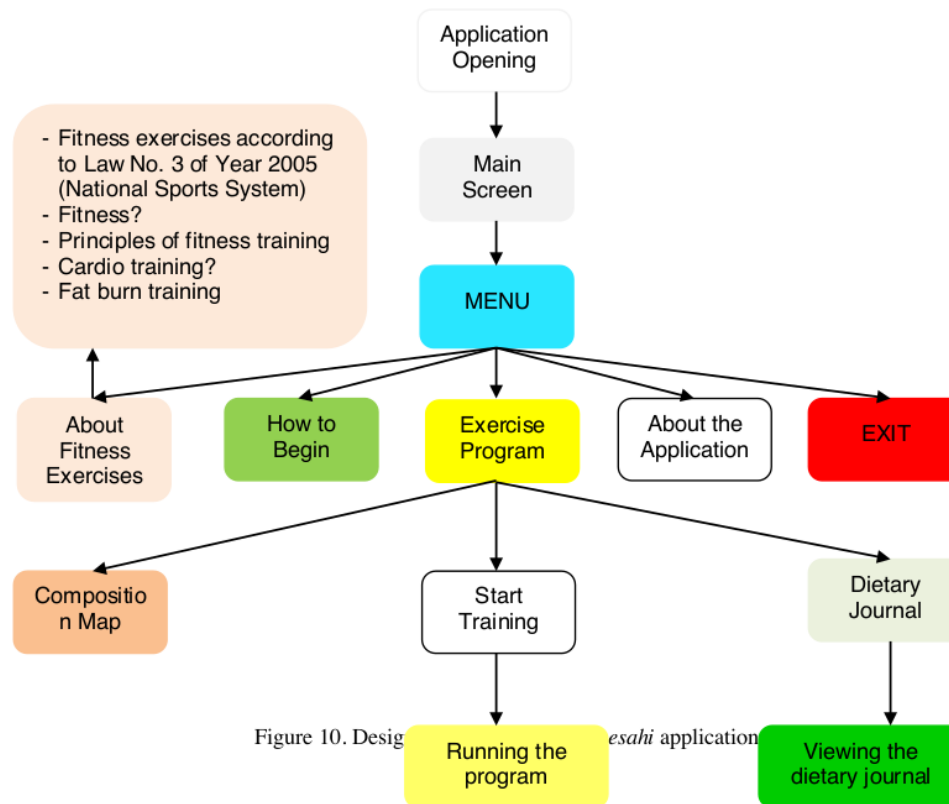 Application
Opening
- Fitness exercises according
to Law No. 3 of Year 2005
(National Sports System)
- Fitness?
- Principles of fitness training
- Cardio training?
- Fat burn training
Main
Screen
MENU
About
Fitness
Exercises
How to
Begin
Exercise
Program
About the
Application
EXIT
Compositio
n Map
Start
Training
Dietary
Journal
Figure 10. Desig
esahi application
Running the
program
Viewing the
dietary journal